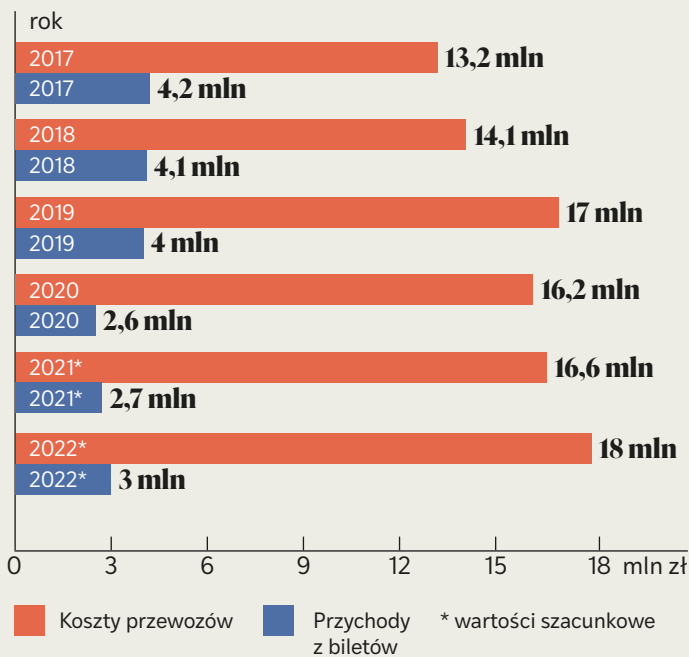 rok
2017 13,2 mln
2017 4,2 mln
2018 14,1 mln
2018 4,1 mln
2019 17 mln
2019 4 mln
2020 16,2 mln
2020 2,6 mln
2021* 16,6 mln
2021* 2,7 mln
2022* 18 mln
2022* 3 mln
0 3 6 9 12 15 18 mln zł
Koszty przewozów
Przychody
z biletów
* wartości szacunkowe